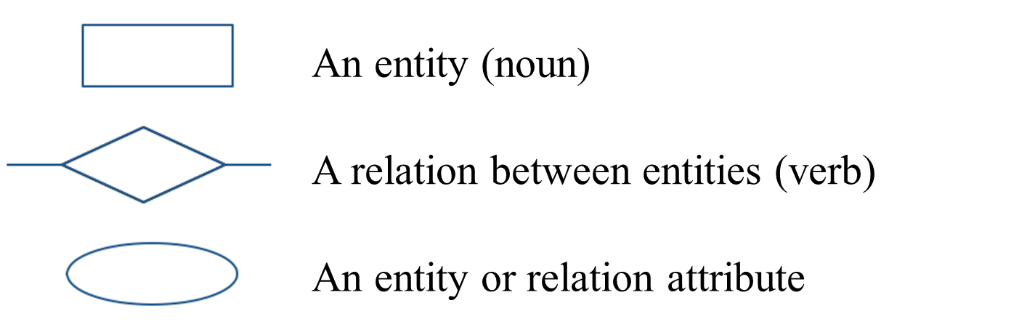 An entity (noun)
A relation between entities (verb)
An entity or relation attribute